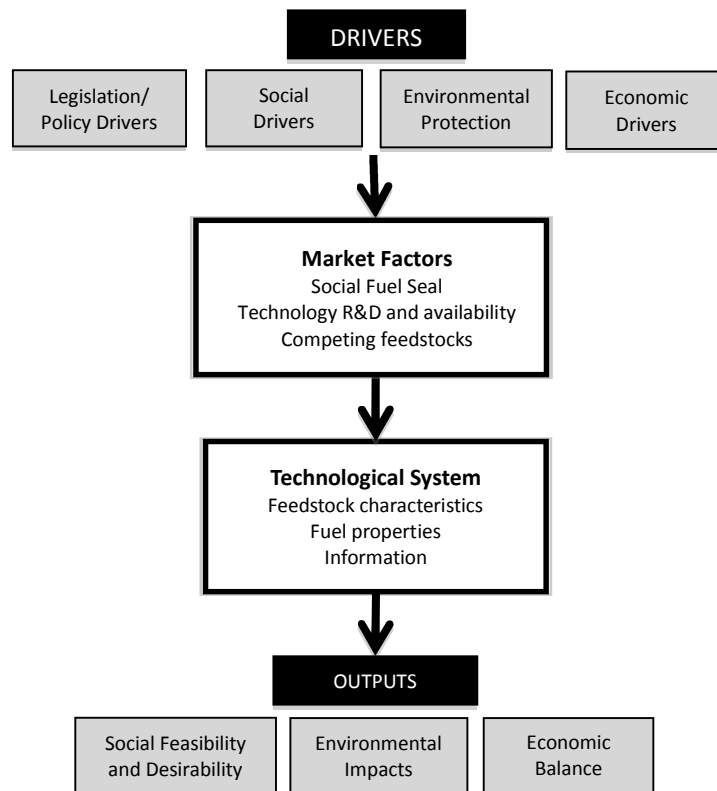 DRIVERS
Legislation/
Policy Drivers
Social
Drivers
Environmental
Protection
Economic
Drivers
Market Factors
Social Fuel Seal
Technology R&D and availability
Competing feedstocks
Technological System
Feedstock characteristics
Fuel properties
Information
OUTPUTS
Social Feasibility
and Desirability
Environmental
Impacts
Economic
Balance